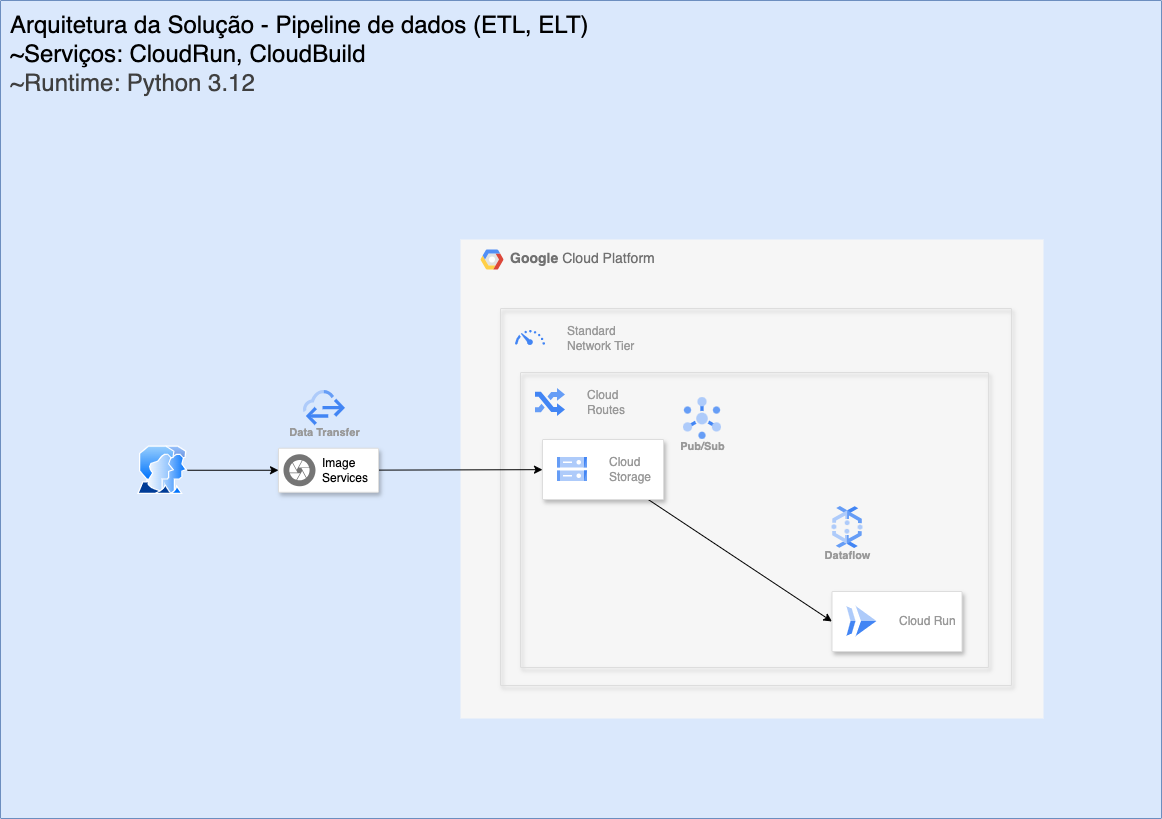 Arquitetura da Solução - Pipeline de dados (ETL, ELT)
~Serviços: CloudRun, CloudBuild
~Runtime: Python 3.12
Google Cloud Platform
Standard
Network Tier
Cloud
Routes
Pub/Sub
Data Transfer
Image
Services
Cloud
Storage
Dataflow
Cloud Run